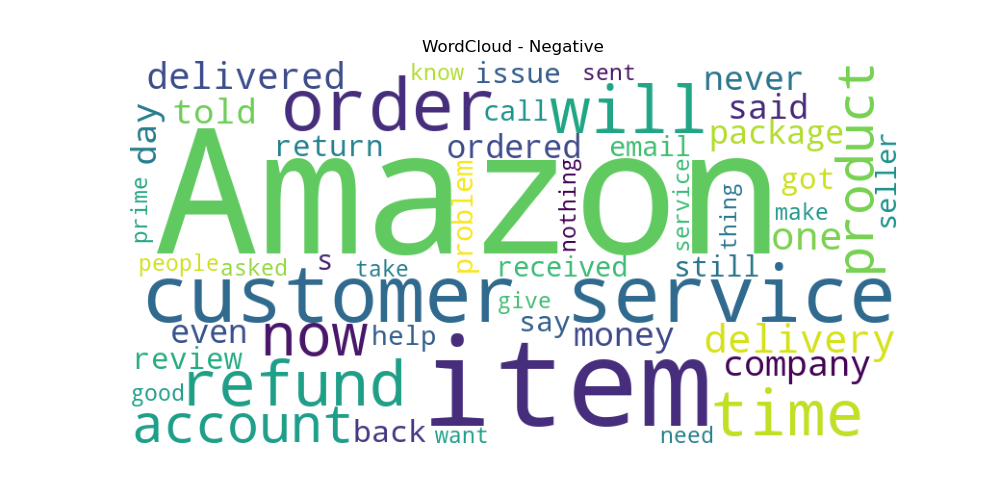 WordCloud - Negative
delivered
know
issue
sent
never
product
day
told
order
call
will
said
package
return
ordered
email
seller
Amazon
prime
problem
nothing
service
thing
got
make
one
people
asked
s
take
received
still
customer service
give
even
now
help
say
money
delivery
review
refund
item
company
good
time
account
back
want
need